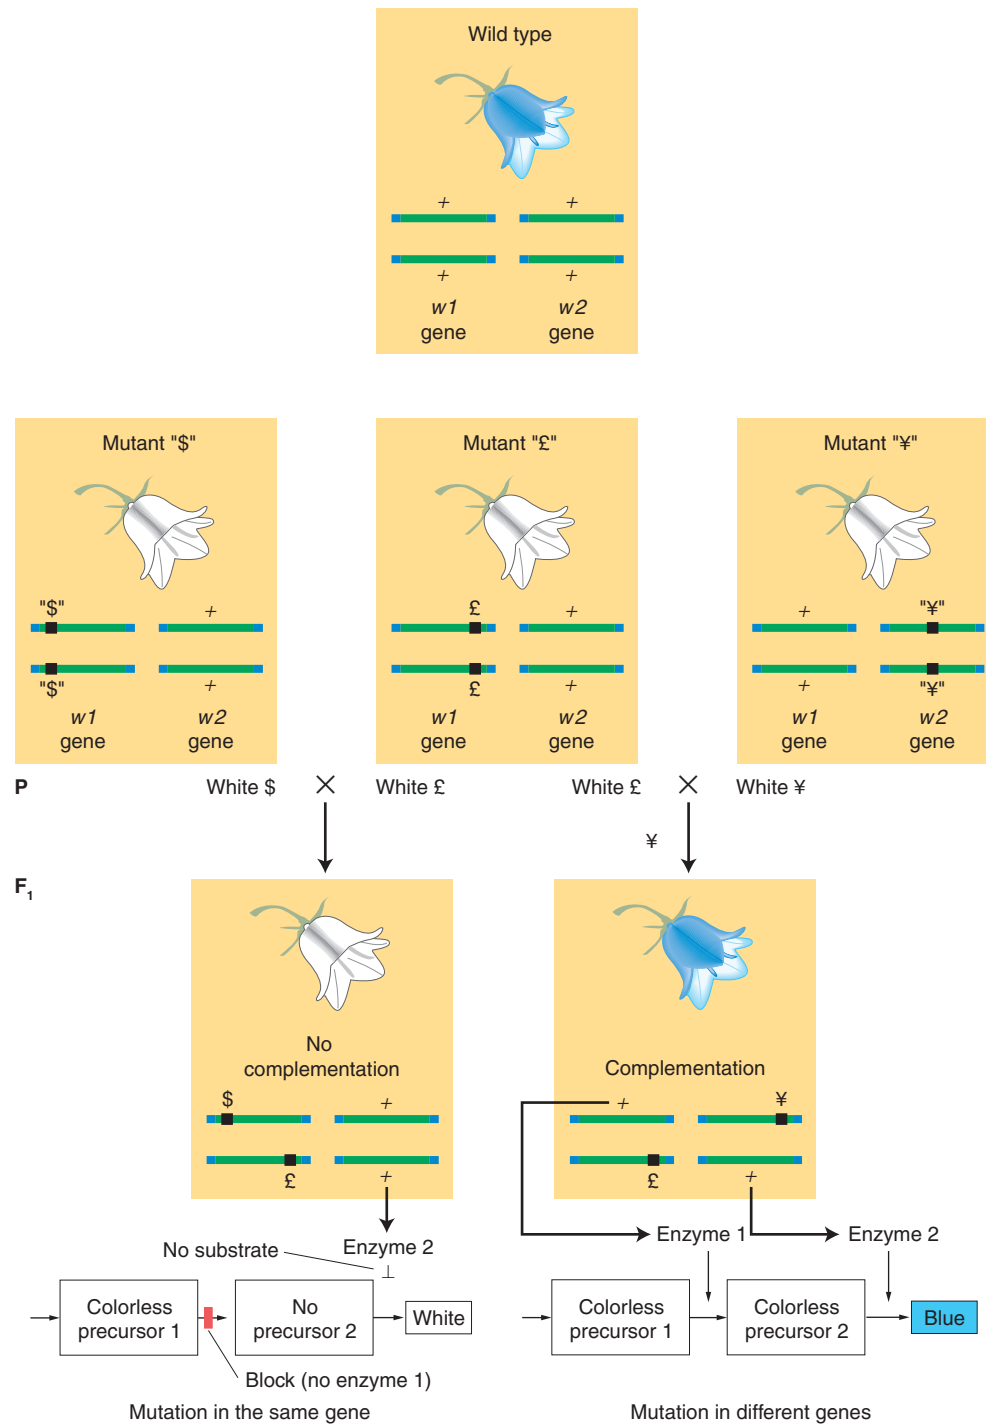 Wild type
+ +
+ +
w1 w2
gene gene
Mutant "$" Mutant "£" Mutant "¥"
"$" + £ + + "¥"
"$" + £ + + "¥"
w1 w2 w1 w2 w1 w2
gene gene gene gene gene gene
P White $ × White £ White £ × White ¥
¥
F1
No
complementation
Complementation
$ + + ¥
£ + £ +
No substrate Enzyme 2 Enzyme 1 Enzyme 2
Colorless No White Colorless Colorless Blue
precursor 1 precursor 2 precursor 1 precursor 2
Block (no enzyme 1)
Mutation in the same gene Mutation in different genes